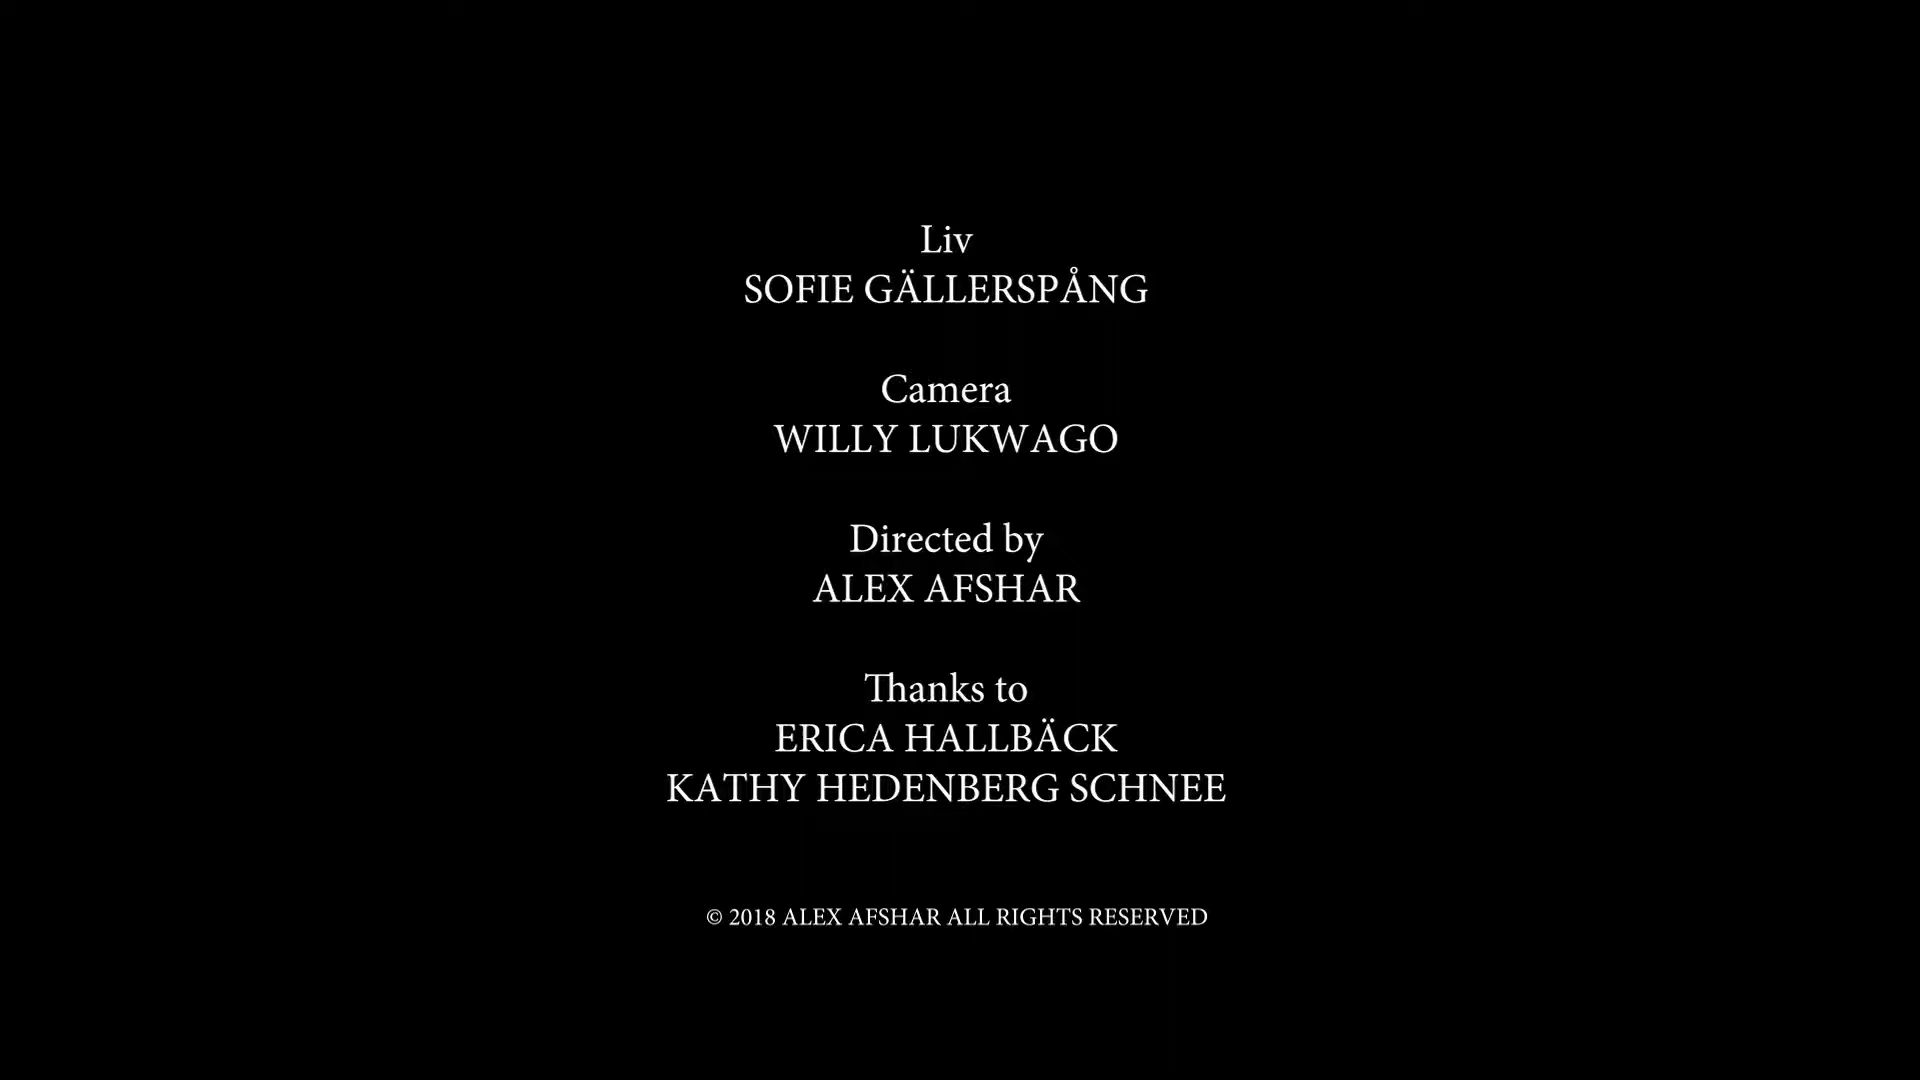 Liv
SOFIE GÄLLERSPÅNG
Camera
WILLY LUKWAGO
Directed by
ALEX AFSHAR
Thanks to
ERICA HALLBÄCK
KATHY HEDENBERG SCHNEE
© 2018 ALEX AFSHAR ALL RIGHTS RESERVED